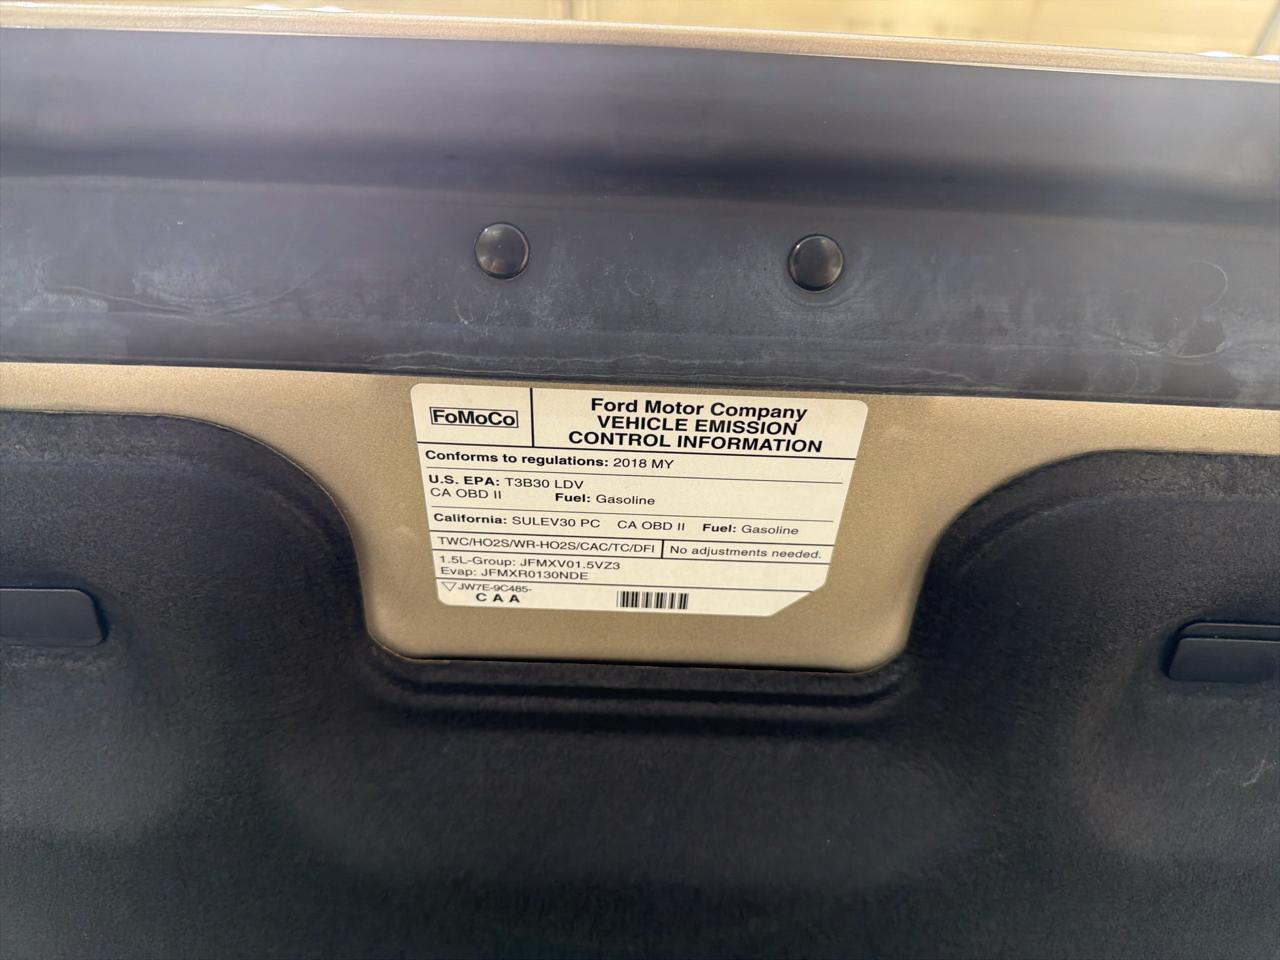 FoMoCo
Ford Motor Company
VEHICLE EMISSION
CONTROL INFORMATION
Conforms to regulations: 2018 MY
U.S. EPA: T3B30 LDV
CA OBD II Fuel: Gasoline
California: SULEV30 PC CA OBD II Fuel: Gasoline
TWC/HO2S/WR-HO2S/CAC/TC/DFI No adjustments needed.
1.5L-Group: JFMXV01.5VZ3
Evap: JFMXR0130NDE
JW7E-9C485-
C A A